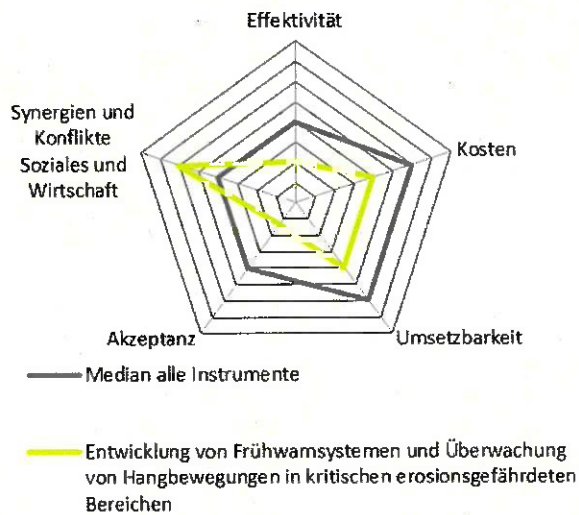 Effektivität
Synergien und
Konflikte
Soziales und
Wirtschaft
Kosten
Akzeptanz
Umsetzbarkeit
Median alle Instrumente
Entwicklung von Frühwarnsystemen und Überwachung
von Hangbewegungen in kritischen erosionsgefährdeten
Bereichen